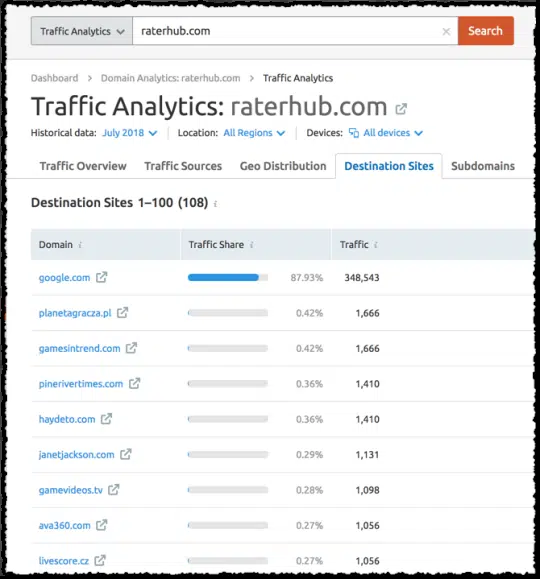 Traffic Analytics raterhub.com × Search
Dashboard > Domain Analytics: raterhub.com > Traffic Analytics
Traffic Analytics: raterhub.com
Historical data: July 2018 Location: All Regions Devices: All devices
Traffic Overview Traffic Sources Geo Distribution Destination Sites Subdomains
Destination Sites 1–100 (108) i
Domain i Traffic Share i Traffic i
google.com 87.93% 348,543
planetagracza.pl 0.42% 1,666
gamesintrend.com 0.42% 1,666
pinerivertimes.com 0.36% 1,410
haydeto.com 0.36% 1,410
janetjackson.com 0.29% 1,131
gamevideos.tv 0.28% 1,098
ava360.com 0.27% 1,056
livescore.cz 0.27% 1,056